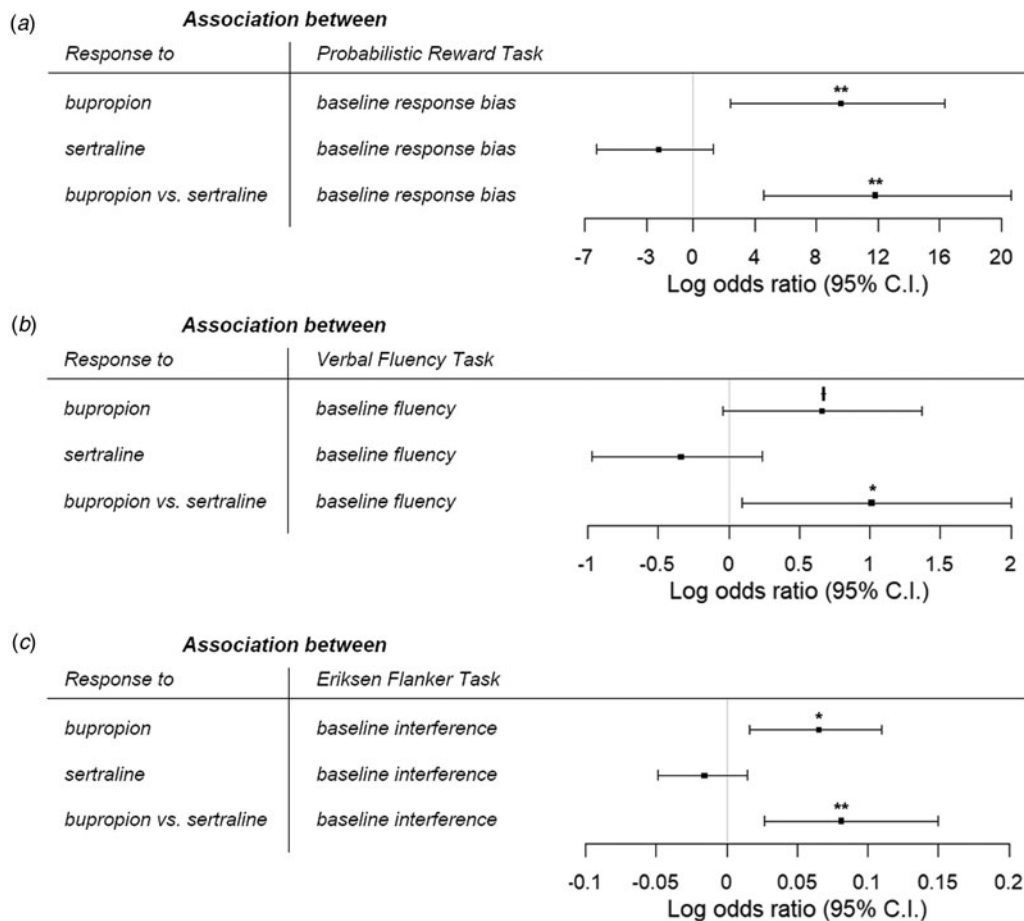 (a) Association between
Response to Probabilistic Reward Task
bupropion baseline response bias **
sertraline baseline response bias
bupropion vs. sertraline baseline response bias **
-7 -3 0 4 8 12 16 20
Log odds ratio (95% C.I.)
(b) Association between
Response to Verbal Fluency Task
bupropion baseline fluency †
sertraline baseline fluency
bupropion vs. sertraline baseline fluency *
-1 -0.5 0 0.5 1 1.5 2
Log odds ratio (95% C.I.)
(c) Association between
Response to Eriksen Flanker Task
bupropion baseline interference *
sertraline baseline interference
bupropion vs. sertraline baseline interference **
-0.1 -0.05 0 0.05 0.1 0.15 0.2
Log odds ratio (95% C.I.)